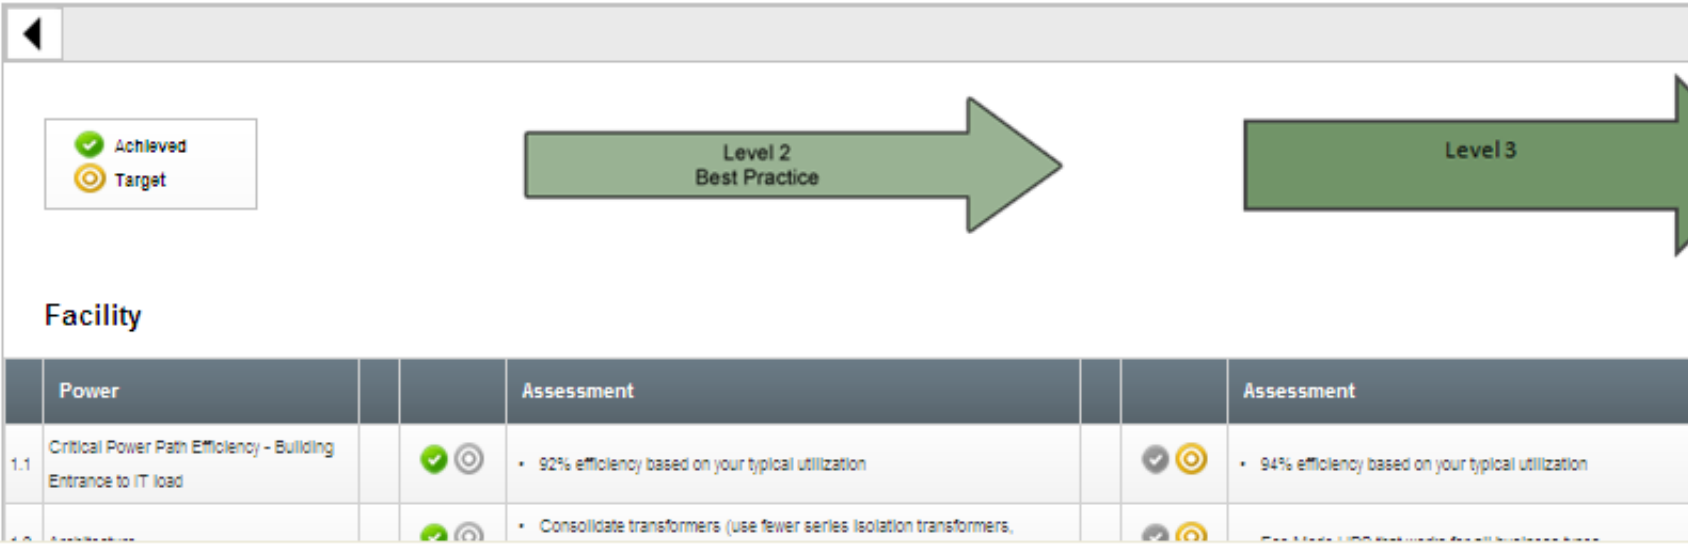 Achieved
Target
Level 2
Best Practice
Level 3
Facility
Power
Assessment
Assessment
1.1
Critical Power Path Efficiency - Building
Entrance to IT load
• 92% efficiency based on your typical utilization
• 94% efficiency based on your typical utilization
• Consolidate transformers (use fewer series isolation transformers,